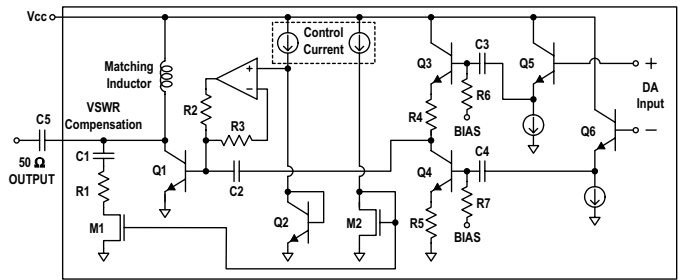 Vcc
Control
Current
Matching
Inductor
VSWR
Compensation
C5
50 Ω
OUTPUT
C1
R1
M1
Q1
R2
R3
+
−
C2
Q2
M2
Q3
R4
Q4
R5
C3
R6
BIAS
C4
R7
BIAS
Q5
+
DA
Input
−
Q6